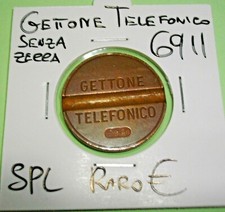 GETTONE TELEFONICO
SENZA ZECCA
6911
GETTONE
TELEFONICO
SPL RARO €